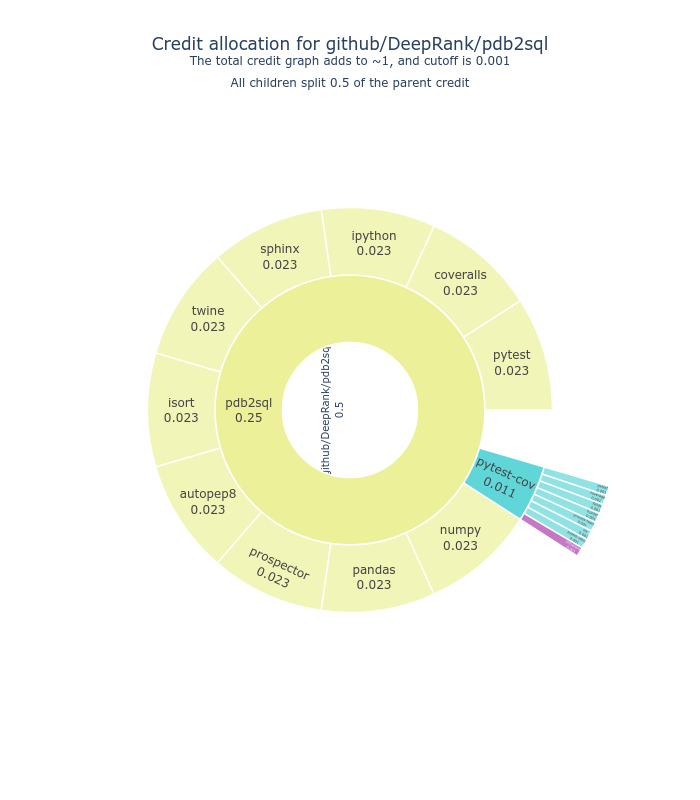 Credit allocation for github/DeepRank/pdb2sql
The total credit graph adds to ~1, and cutoff is 0.001
All children split 0.5 of the parent credit
github/DeepRank/pdb2sq
0.5
pdb2sql
0.25
pytest
0.023
coveralls
0.023
ipython
0.023
sphinx
0.023
twine
0.023
isort
0.023
autopep8
0.023
prospector
0.023
pandas
0.023
numpy
0.023
pytest-cov
0.011